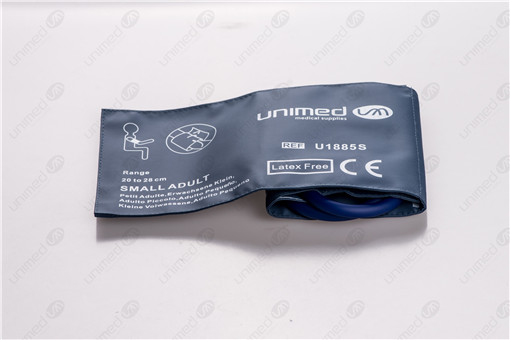 unimed
medical supplies
REF U1885S
Latex Free CE
Range
20 to 28 cm
SMALL ADULT
Petit Adulte, Erwachsene Klein,
Adulto Piccolo, Adulto Pequeño,
Kleine Volwassene, Adulto Pequeno